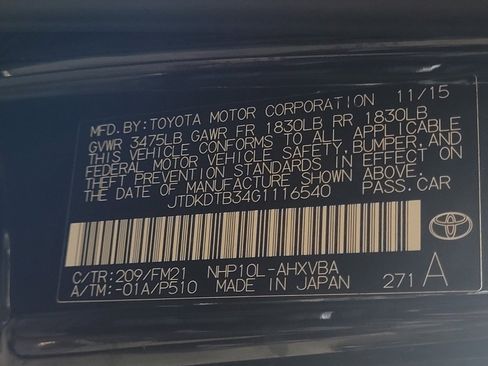 MFD. BY: TOYOTA MOTOR CORPORATION 11/15
GVWR 3475LB GAWR FR 1830LB RR 1830LB
THIS VEHICLE CONFORMS TO ALL APPLICABLE
FEDERAL MOTOR VEHICLE SAFETY, BUMPER, AND
THEFT PREVENTION STANDARDS IN EFFECT ON
THE DATE OF MANUFACTURE SHOWN ABOVE.
JTDKDTB34G1116540 PASS. CAR
C/TR: 209/FM21 NHP10L-AHXVBA
A/TM: -01A/P510 MADE IN JAPAN 271 A